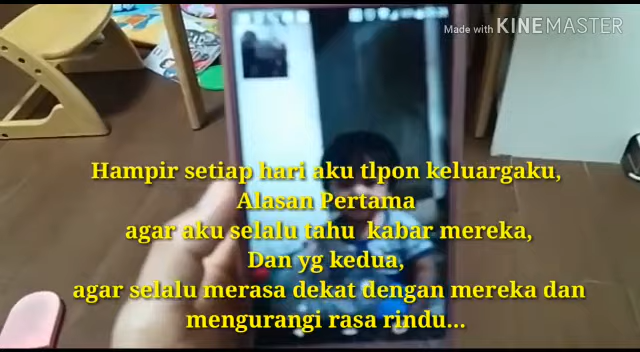 Made with KINEMASTER
Hampir setiap hari aku tlpon keluargaku,
Alasan Pertama
agar aku selalu tahu kabar mereka,
Dan yg kedua,
agar selalu merasa dekat dengan mereka dan
mengurangi rasa rindu...